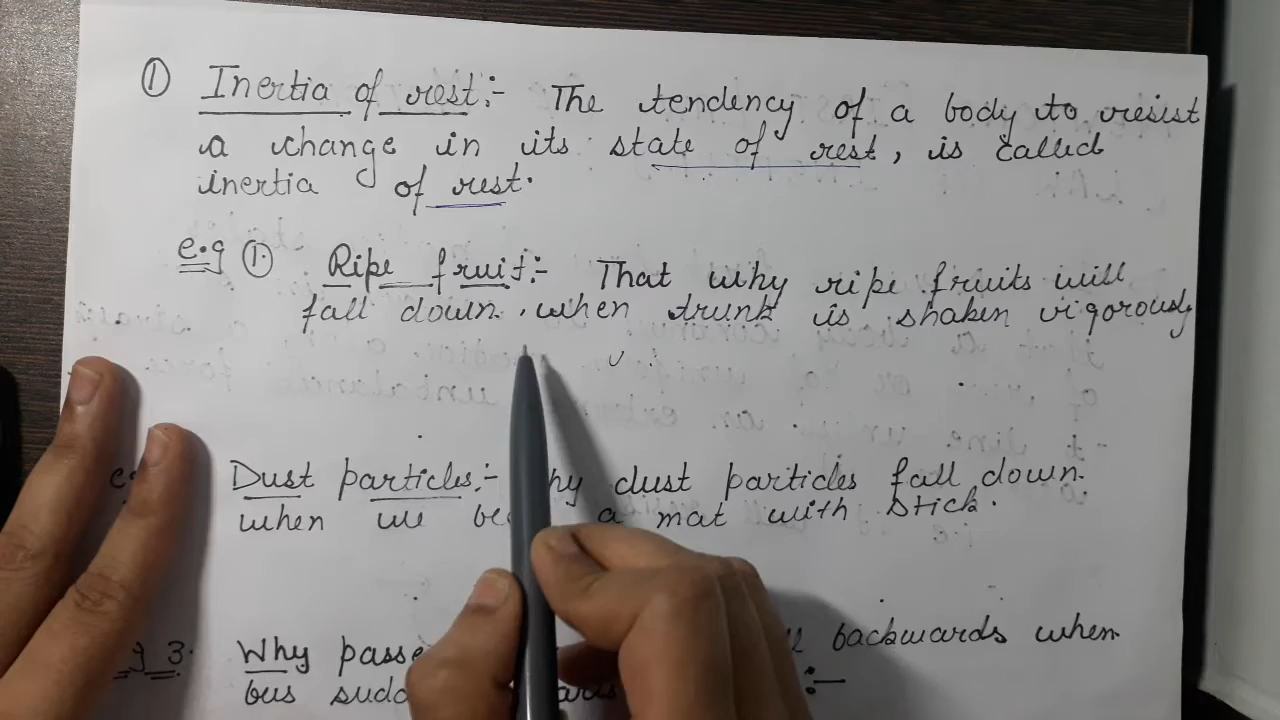 ① Inertia of rest:- The tendency of a body to resist
a change in its state of rest, is called
inertia of rest.
e.g ①. Ripe fruit:- That why ripe fruits will
fall down, when trunk is shaken vigorously
Dust particles:- dust particles fall down.
when we a mat with stick.
3. Why backwards when
bus :-